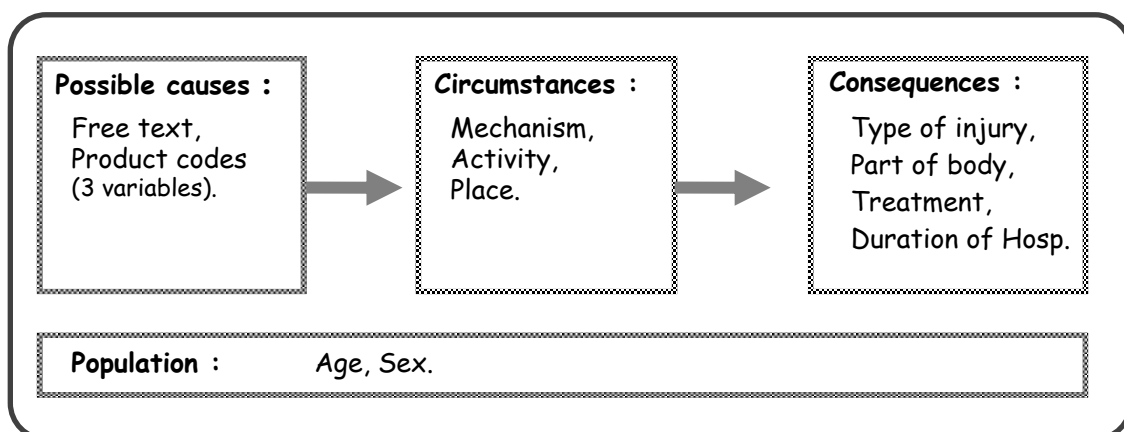 Possible causes :
Free text,
Product codes
(3 variables).
Circumstances :
Mechanism,
Activity,
Place.
Consequences :
Type of injury,
Part of body,
Treatment,
Duration of Hosp.
Population : Age, Sex.